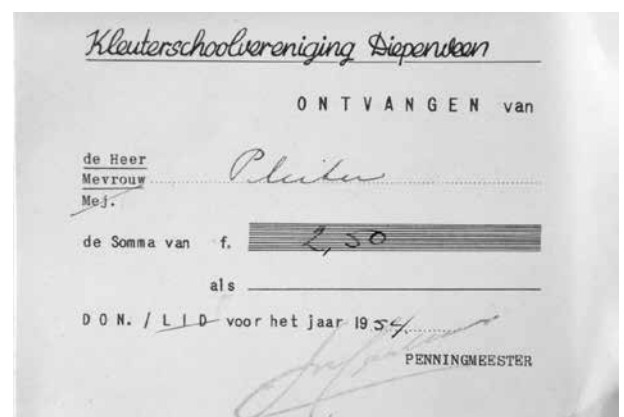 Kleuterschoolvereniging Diepenveen
ONTVANGEN van
de Heer
Mevrouw Pleiter
Mej.
de Somma van f. 2,50
als
DON. / LID voor het jaar 1954.
PENNINGMEESTER